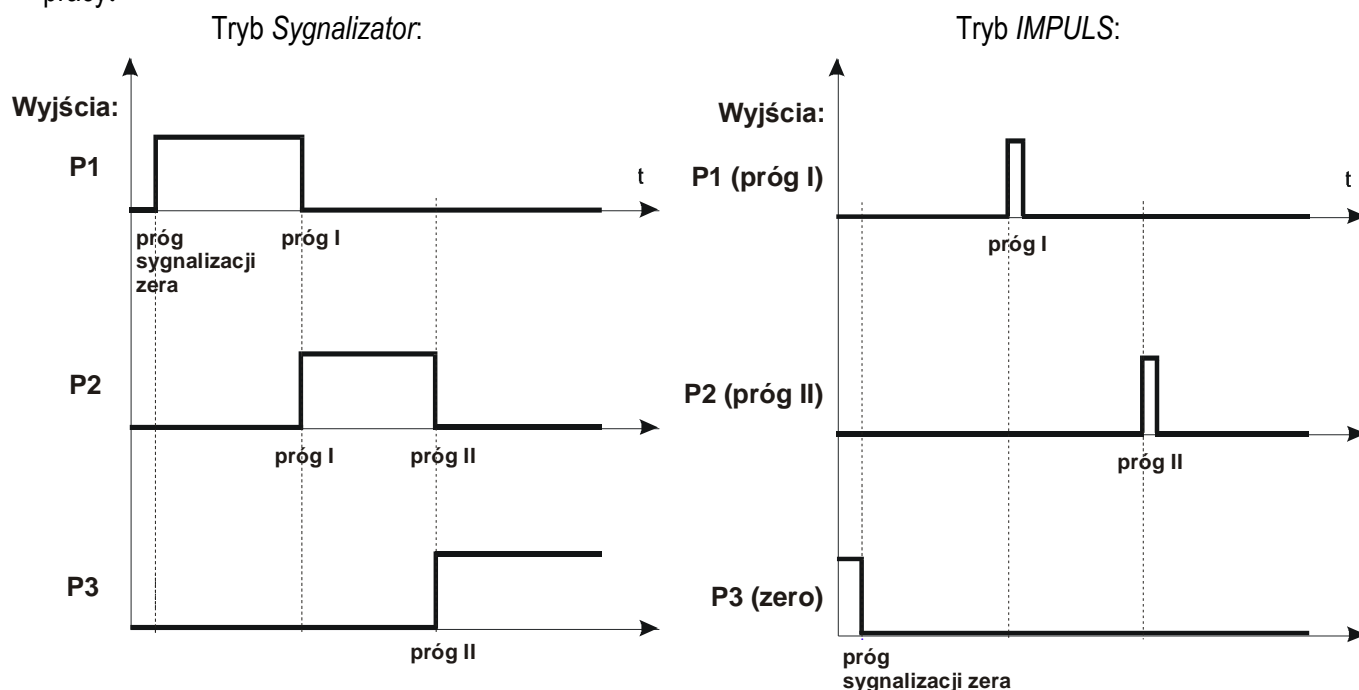 pracy:
Tryb Sygnalizator:
Wyjścia:
P1
t
próg
sygnalizacji
zera
próg I
P2
próg I
próg II
P3
próg II
Tryb IMPULS:
Wyjścia:
P1 (próg I)
t
próg I
P2 (próg II)
próg II
P3 (zero)
próg
sygnalizacji zera